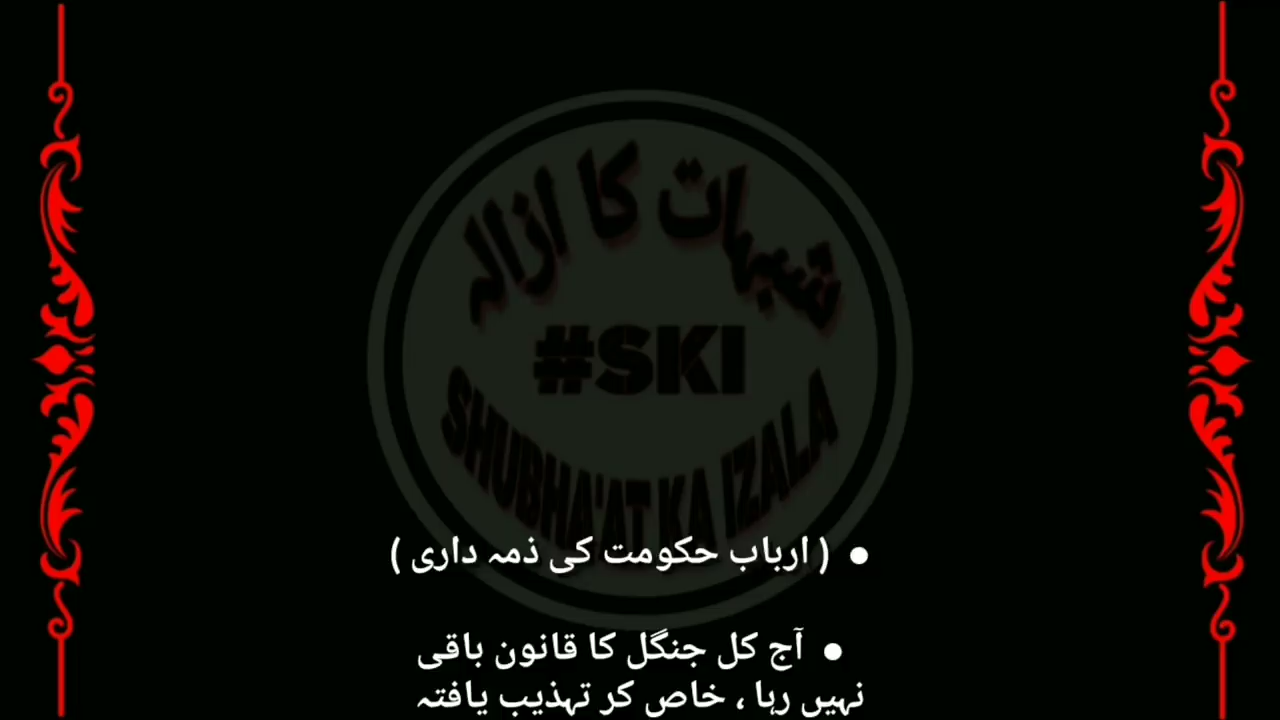 شبہات کا ازالہ
#SKI
SHUBHA'AT KA IZALA
• ( ارباب حکومت کی ذمہ داری )
• آج کل جنگل کا قانون باقی
نہیں رہا ، خاص کر تہذیب یافتہ